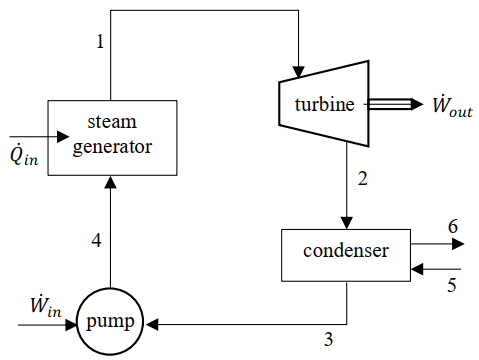 1
steam
generator
Q̇in
turbine
Ẇout
2
4
condenser
6
5
Ẇin
pump
3